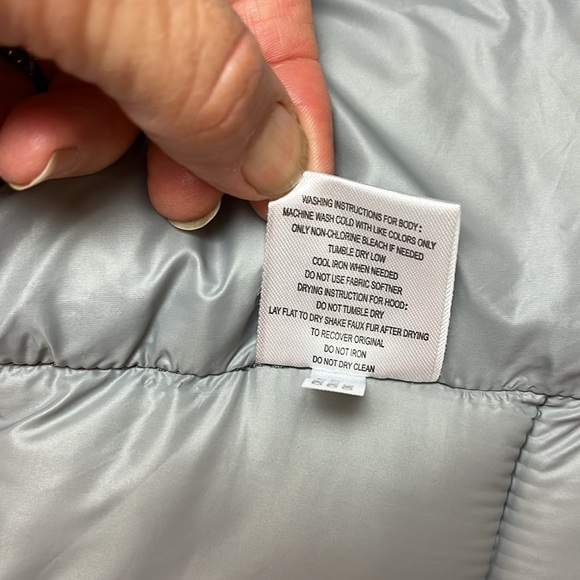 WASHING INSTRUCTIONS FOR BODY:
MACHINE WASH COLD WITH LIKE COLORS ONLY
ONLY NON-CHLORINE BLEACH IF NEEDED
TUMBLE DRY LOW
COOL IRON WHEN NEEDED
DO NOT USE FABRIC SOFTNER
DRYING INSTRUCTION FOR HOOD:
DO NOT TUMBLE DRY
LAY FLAT TO DRY SHAKE FAUX FUR AFTER DRYING
TO RECOVER ORIGINAL
DO NOT IRON
DO NOT DRY CLEAN